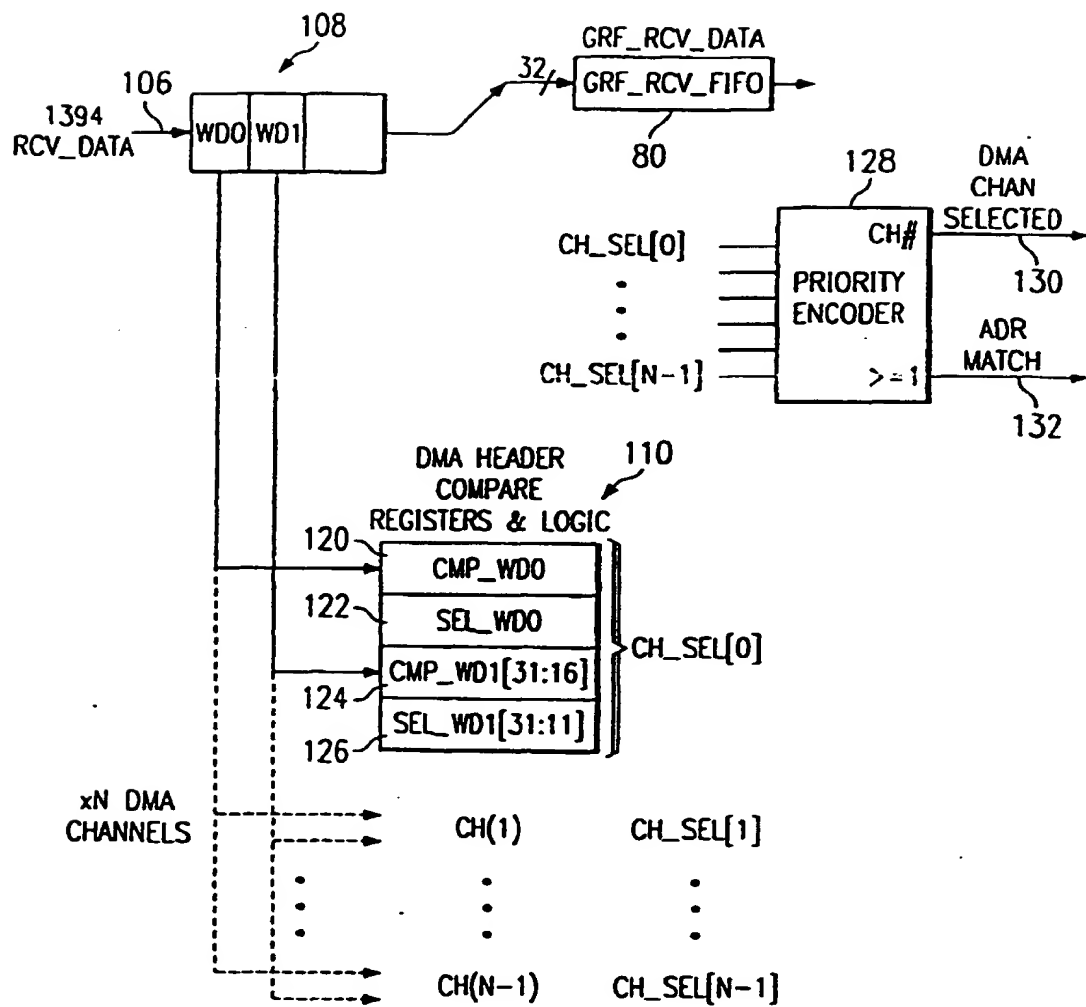 108
GRF_RCV_DATA
32
GRF_RCV_FIFO
80
106
1394
RCV_DATA
WD0 WD1
128
DMA
CHAN
SELECTED
CH#
130
CH_SEL[0]
PRIORITY
ENCODER
ADR
MATCH
CH_SEL[N-1]
>=1
132
DMA HEADER
COMPARE
REGISTERS & LOGIC
110
120
CMP_WD0
122
SEL_WD0
CH_SEL[0]
124
CMP_WD1[31:16]
126
SEL_WD1[31:11]
xN DMA
CHANNELS
CH(1) CH_SEL[1]
CH(N-1) CH_SEL[N-1]